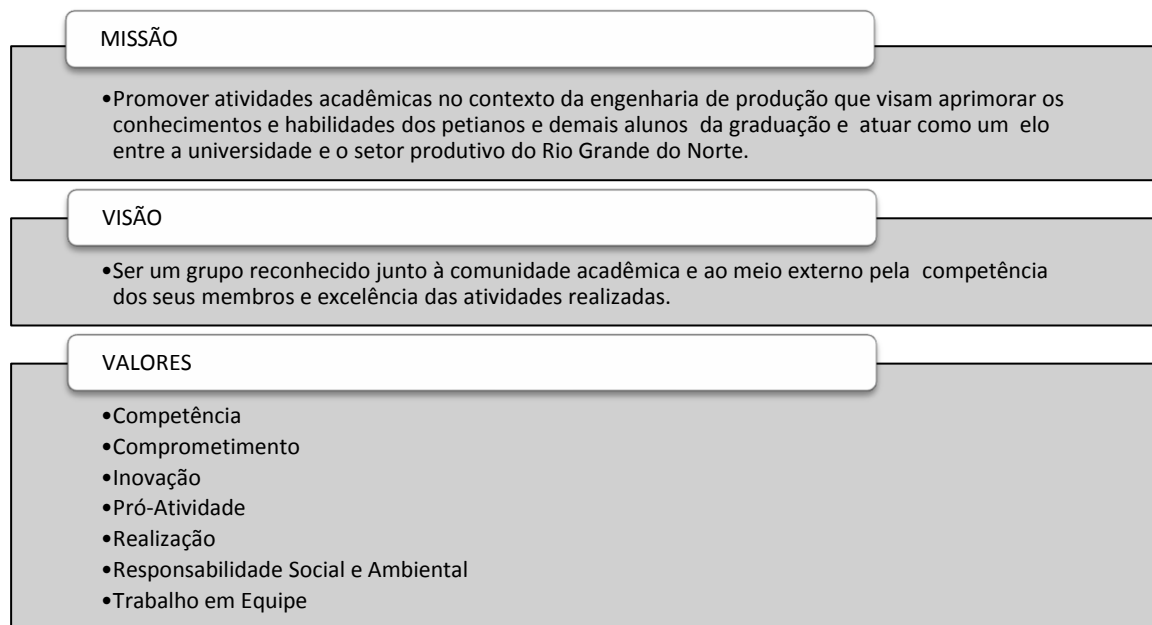 MISSÃO
•Promover atividades acadêmicas no contexto da engenharia de produção que visam aprimorar os
conhecimentos e habilidades dos petianos e demais alunos da graduação e atuar como um elo
entre a universidade e o setor produtivo do Rio Grande do Norte.
VISÃO
•Ser um grupo reconhecido junto à comunidade acadêmica e ao meio externo pela competência
dos seus membros e excelência das atividades realizadas.
VALORES
•Competência
•Comprometimento
•Inovação
•Pró-Atividade
•Realização
•Responsabilidade Social e Ambiental
•Trabalho em Equipe